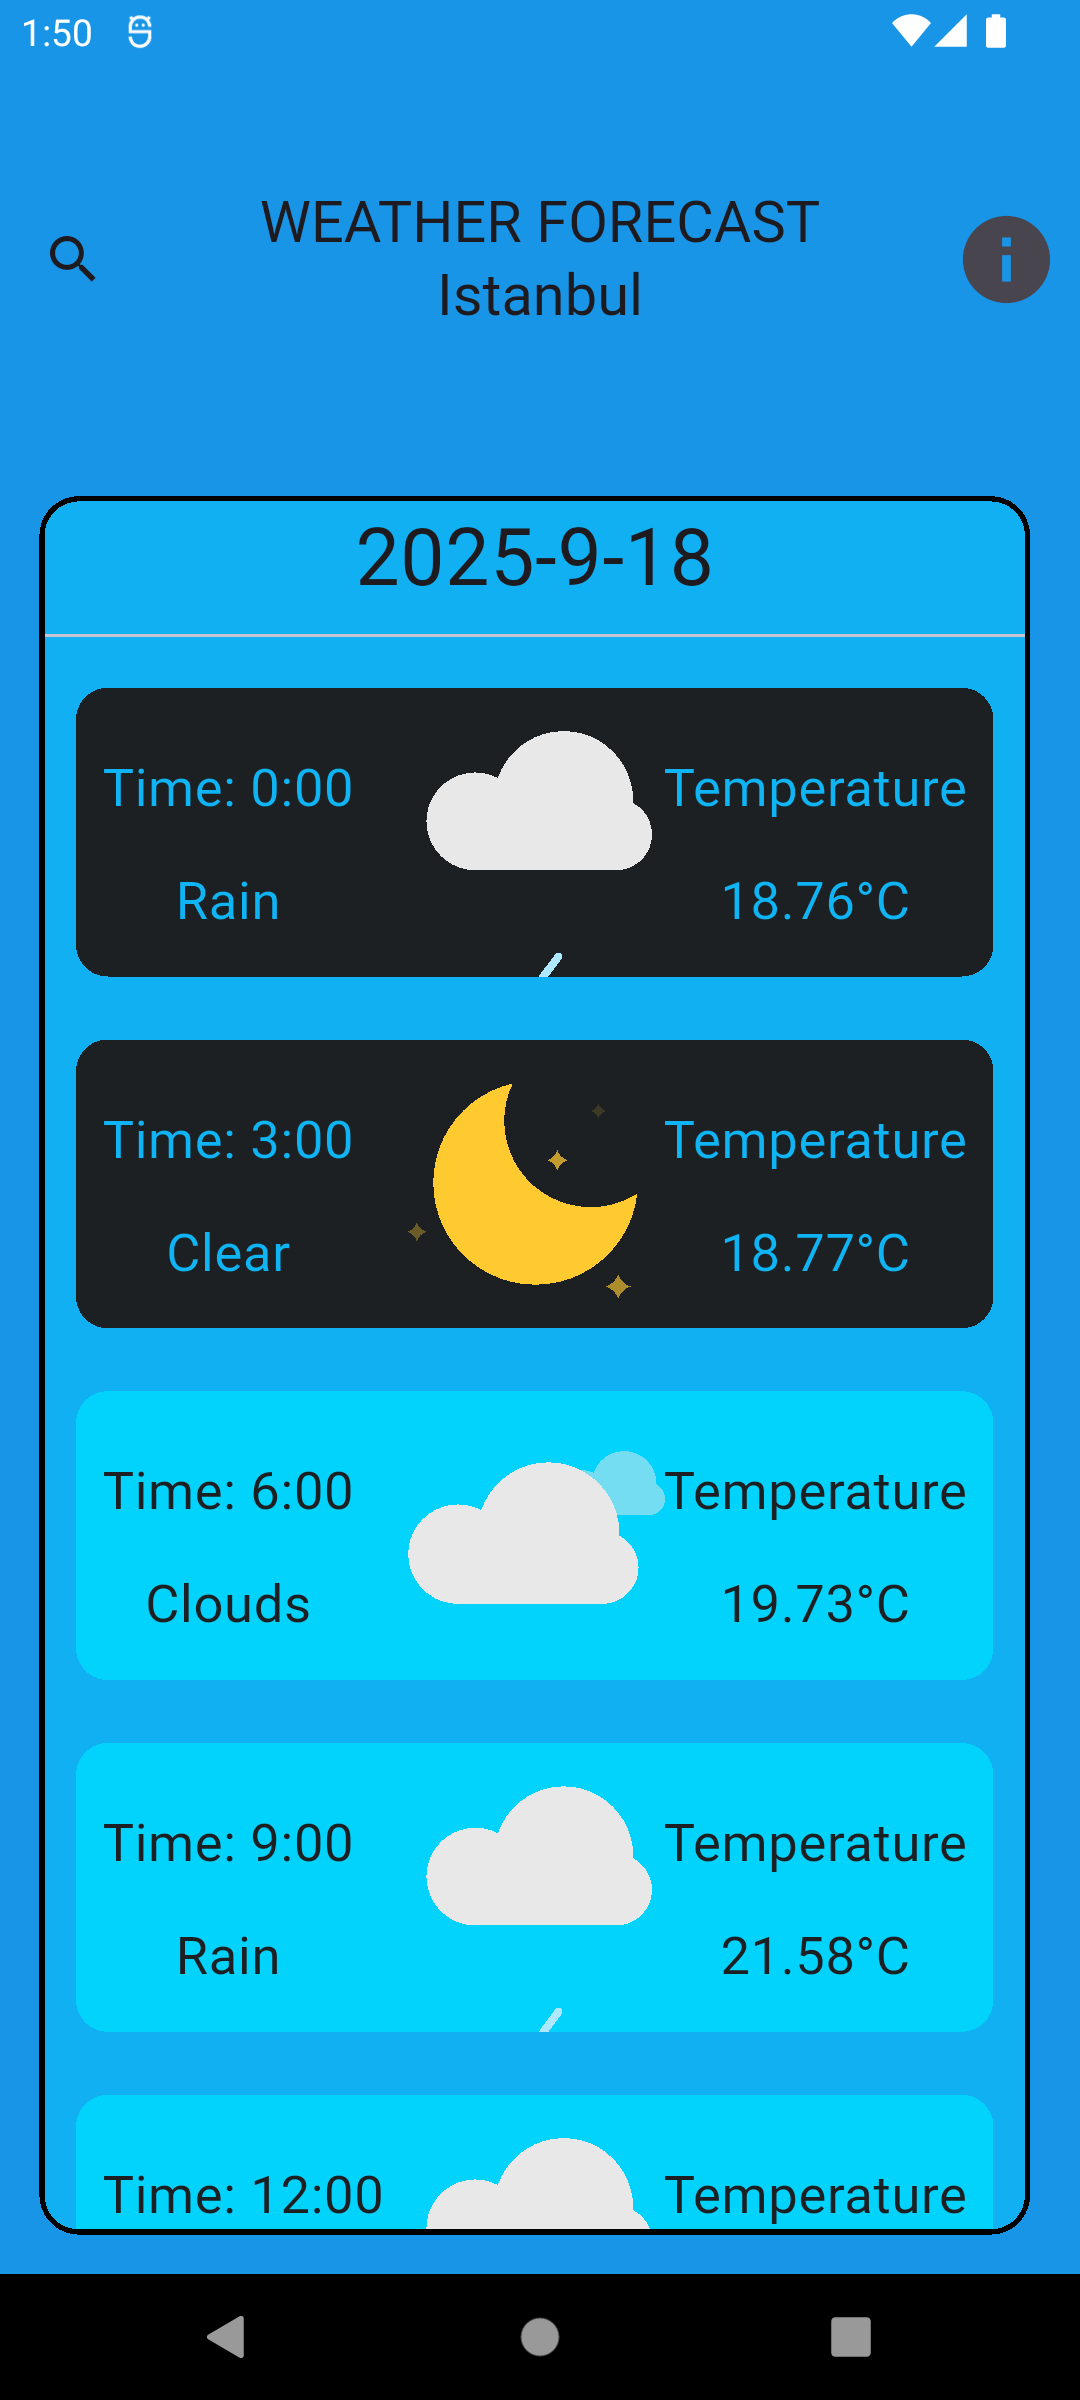 1:50
WEATHER FORECAST
Istanbul
2025-9-18
Time: 0:00
Temperature
Rain
18.76°C
Time: 3:00
Temperature
Clear
18.77°C
Time: 6:00
Temperature
Clouds
19.73°C
Time: 9:00
Temperature
Rain
21.58°C
Time: 12:00
Temperature